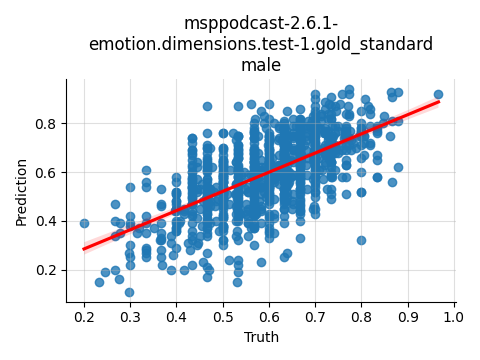 msppodcast-2.6.1-
emotion.dimensions.test-1.gold_standard
male
Prediction
0.8
0.6
0.4
0.2
0.2 0.3 0.4 0.5 0.6 0.7 0.8 0.9 1.0
Truth